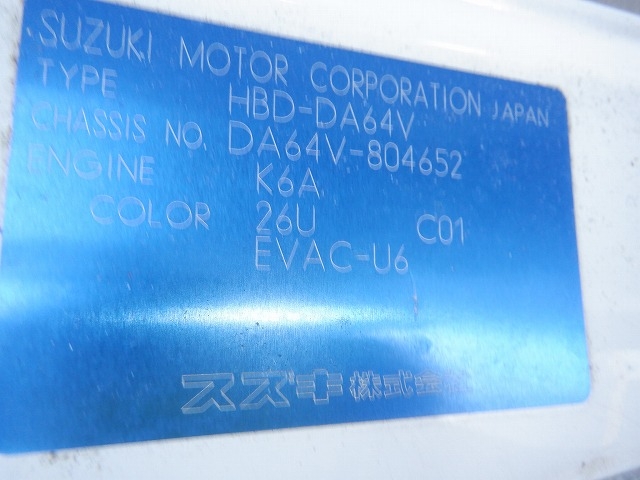 SUZUKI MOTOR CORPORATION JAPAN
TYPE HBD-DA64V
CHASSIS NO. DA64V-804652
ENGINE K6A
COLOR 26U C01
EVAC-U6
スズキ株式会社